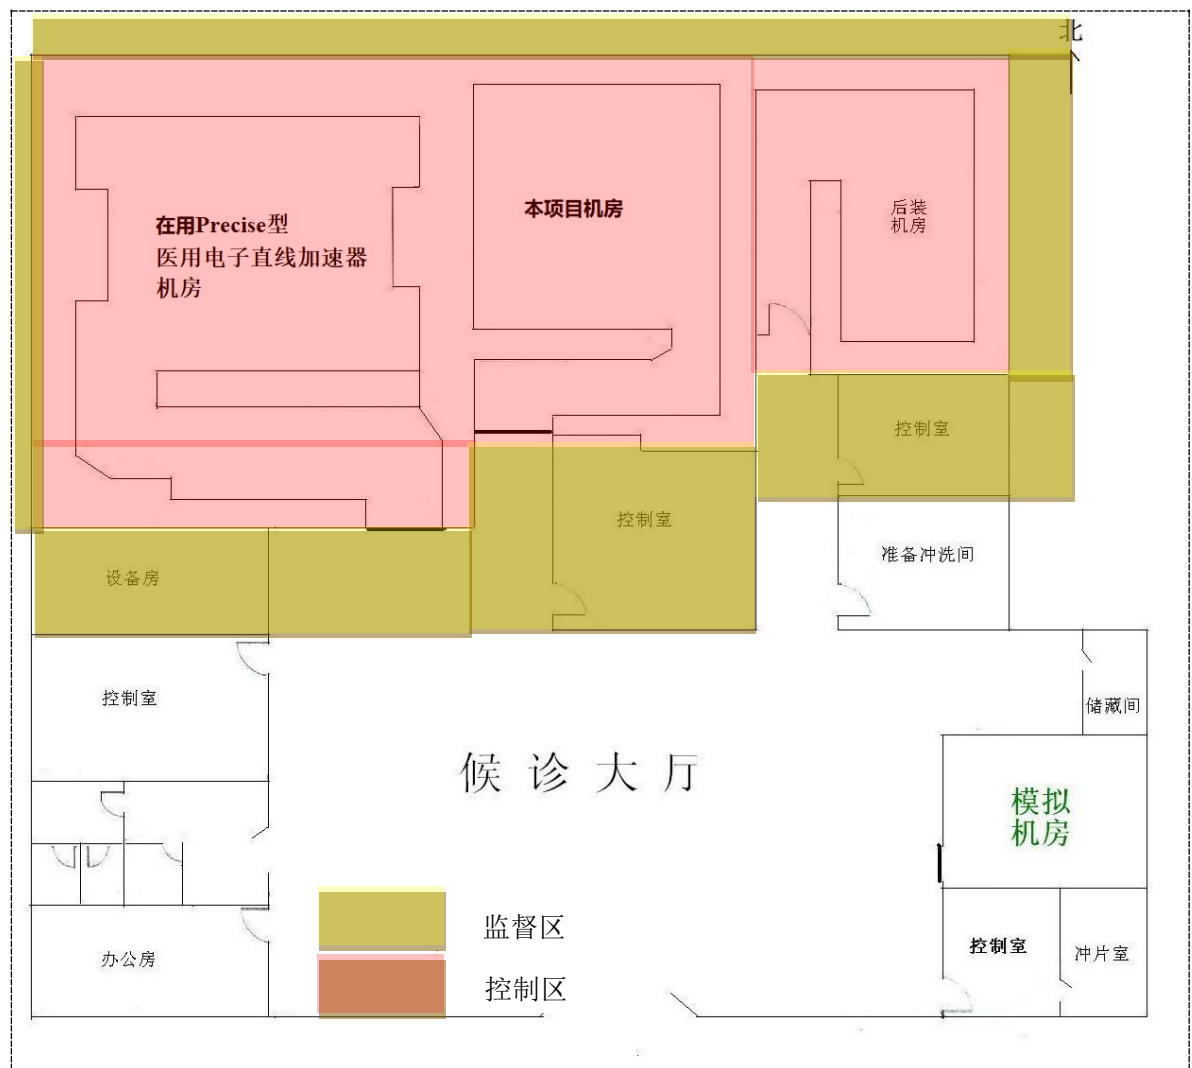 北
在用Precise型
医用电子直线加速器
机房
本项目机房
后装
机房
控制室
控制室
准备冲洗间
设备房
控制室
储藏间
候诊大厅
模拟
机房
监督区
控制室
冲片室
办公房
控制区